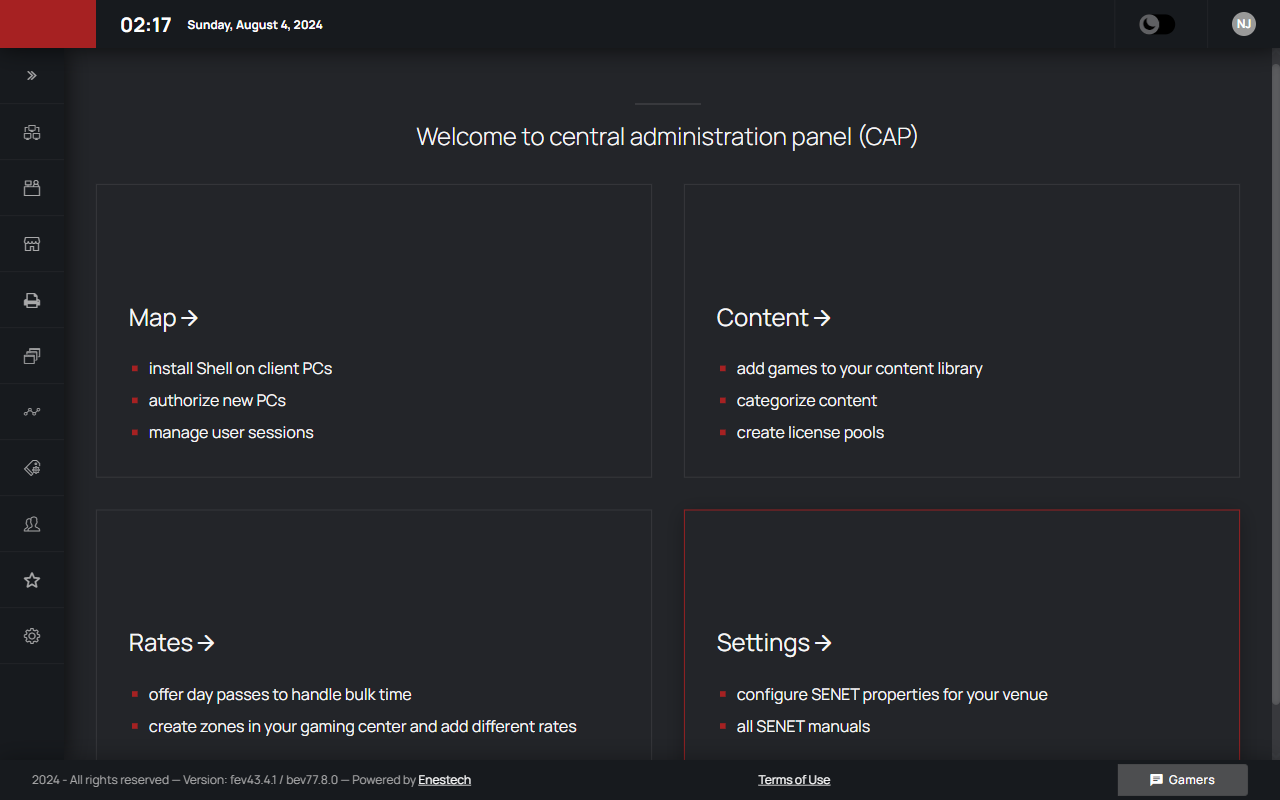 02:17 Sunday, August 4, 2024
NJ
Welcome to central administration panel (CAP)
Map
install Shell on client PCs
authorize new PCs
manage user sessions
Content
add games to your content library
categorize content
create license pools
Rates
offer day passes to handle bulk time
create zones in your gaming center and add different rates
Settings
configure SENET properties for your venue
all SENET manuals
2024 - All rights reserved — Version: fev43.4.1 / bev77.8.0 — Powered by Enestech
Terms of Use
Gamers